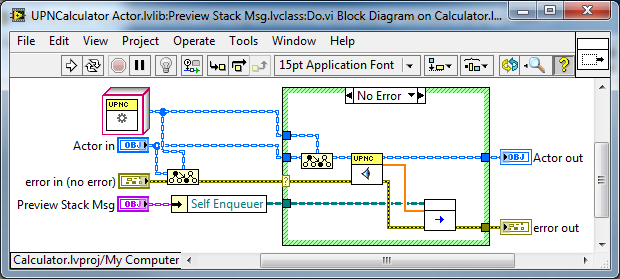 UPNCalculator Actor.lvlib:Preview Stack Msg.lvclass:Do.vi Block Diagram on Calculator.l...
File Edit View Project Operate Tools Window Help
15pt Application Font
UPNC
No Error
Actor in
OBJ
UPNC
OBJ
Actor out
error in (no error)
?
Preview Stack Msg
OBJ
Self Enqueuer
error out
Calculator.lvproj/My Computer